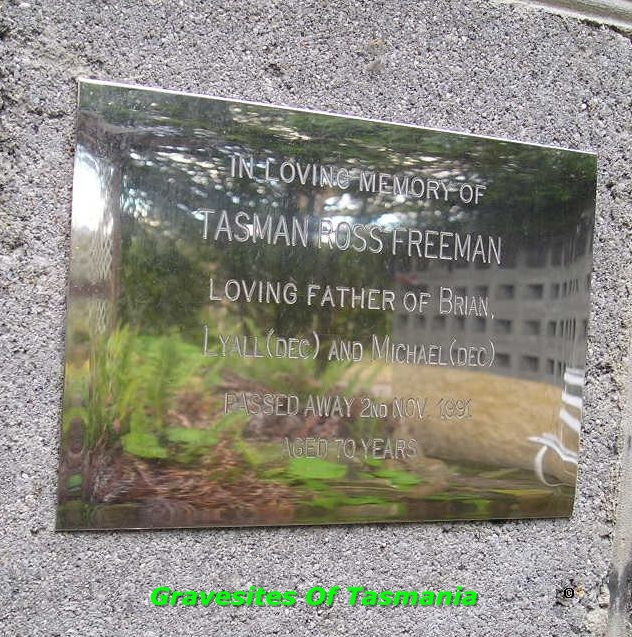 IN LOVING MEMORY OF
TASMAN ROSS FREEMAN
LOVING FATHER OF BRIAN,
LYALL (DEC) AND MICHAEL (DEC)
PASSED AWAY 2ND NOV. 1991
AGED 70 YEARS
Gravesites Of Tasmania
©